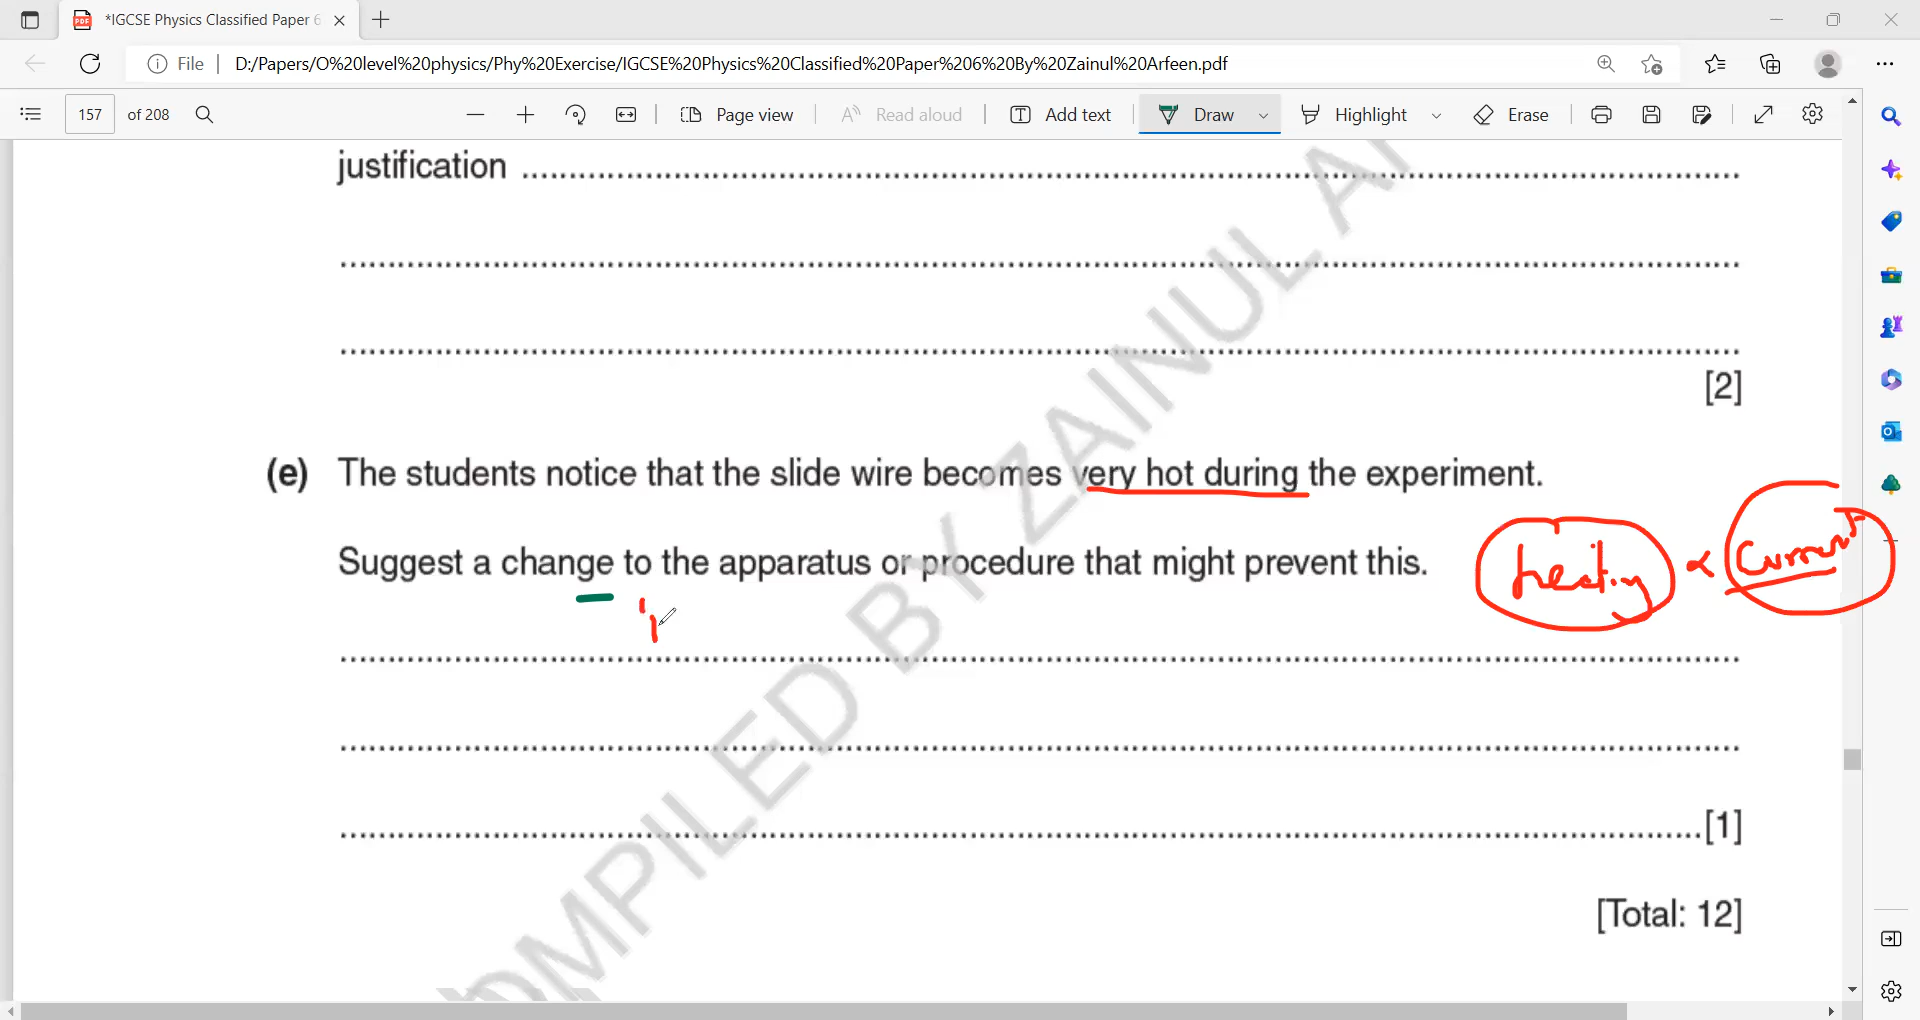 *IGCSE Physics Classified Paper 6
File
D:/Papers/O%20level%20physics/Phy%20Exercise/IGCSE%20Physics%20Classified%20Paper%206%20By%20Zainul%20Arfeen.pdf
157 of 208
Page view
Read aloud
Add text
Draw
Highlight
Erase
justification ....................
[2]
(e) The students notice that the slide wire becomes very hot during the experiment.
Suggest a change to the apparatus or procedure that might prevent this.
heating ∝ Current
[1]
[Total: 12]
COMPILED BY ZAINUL AR